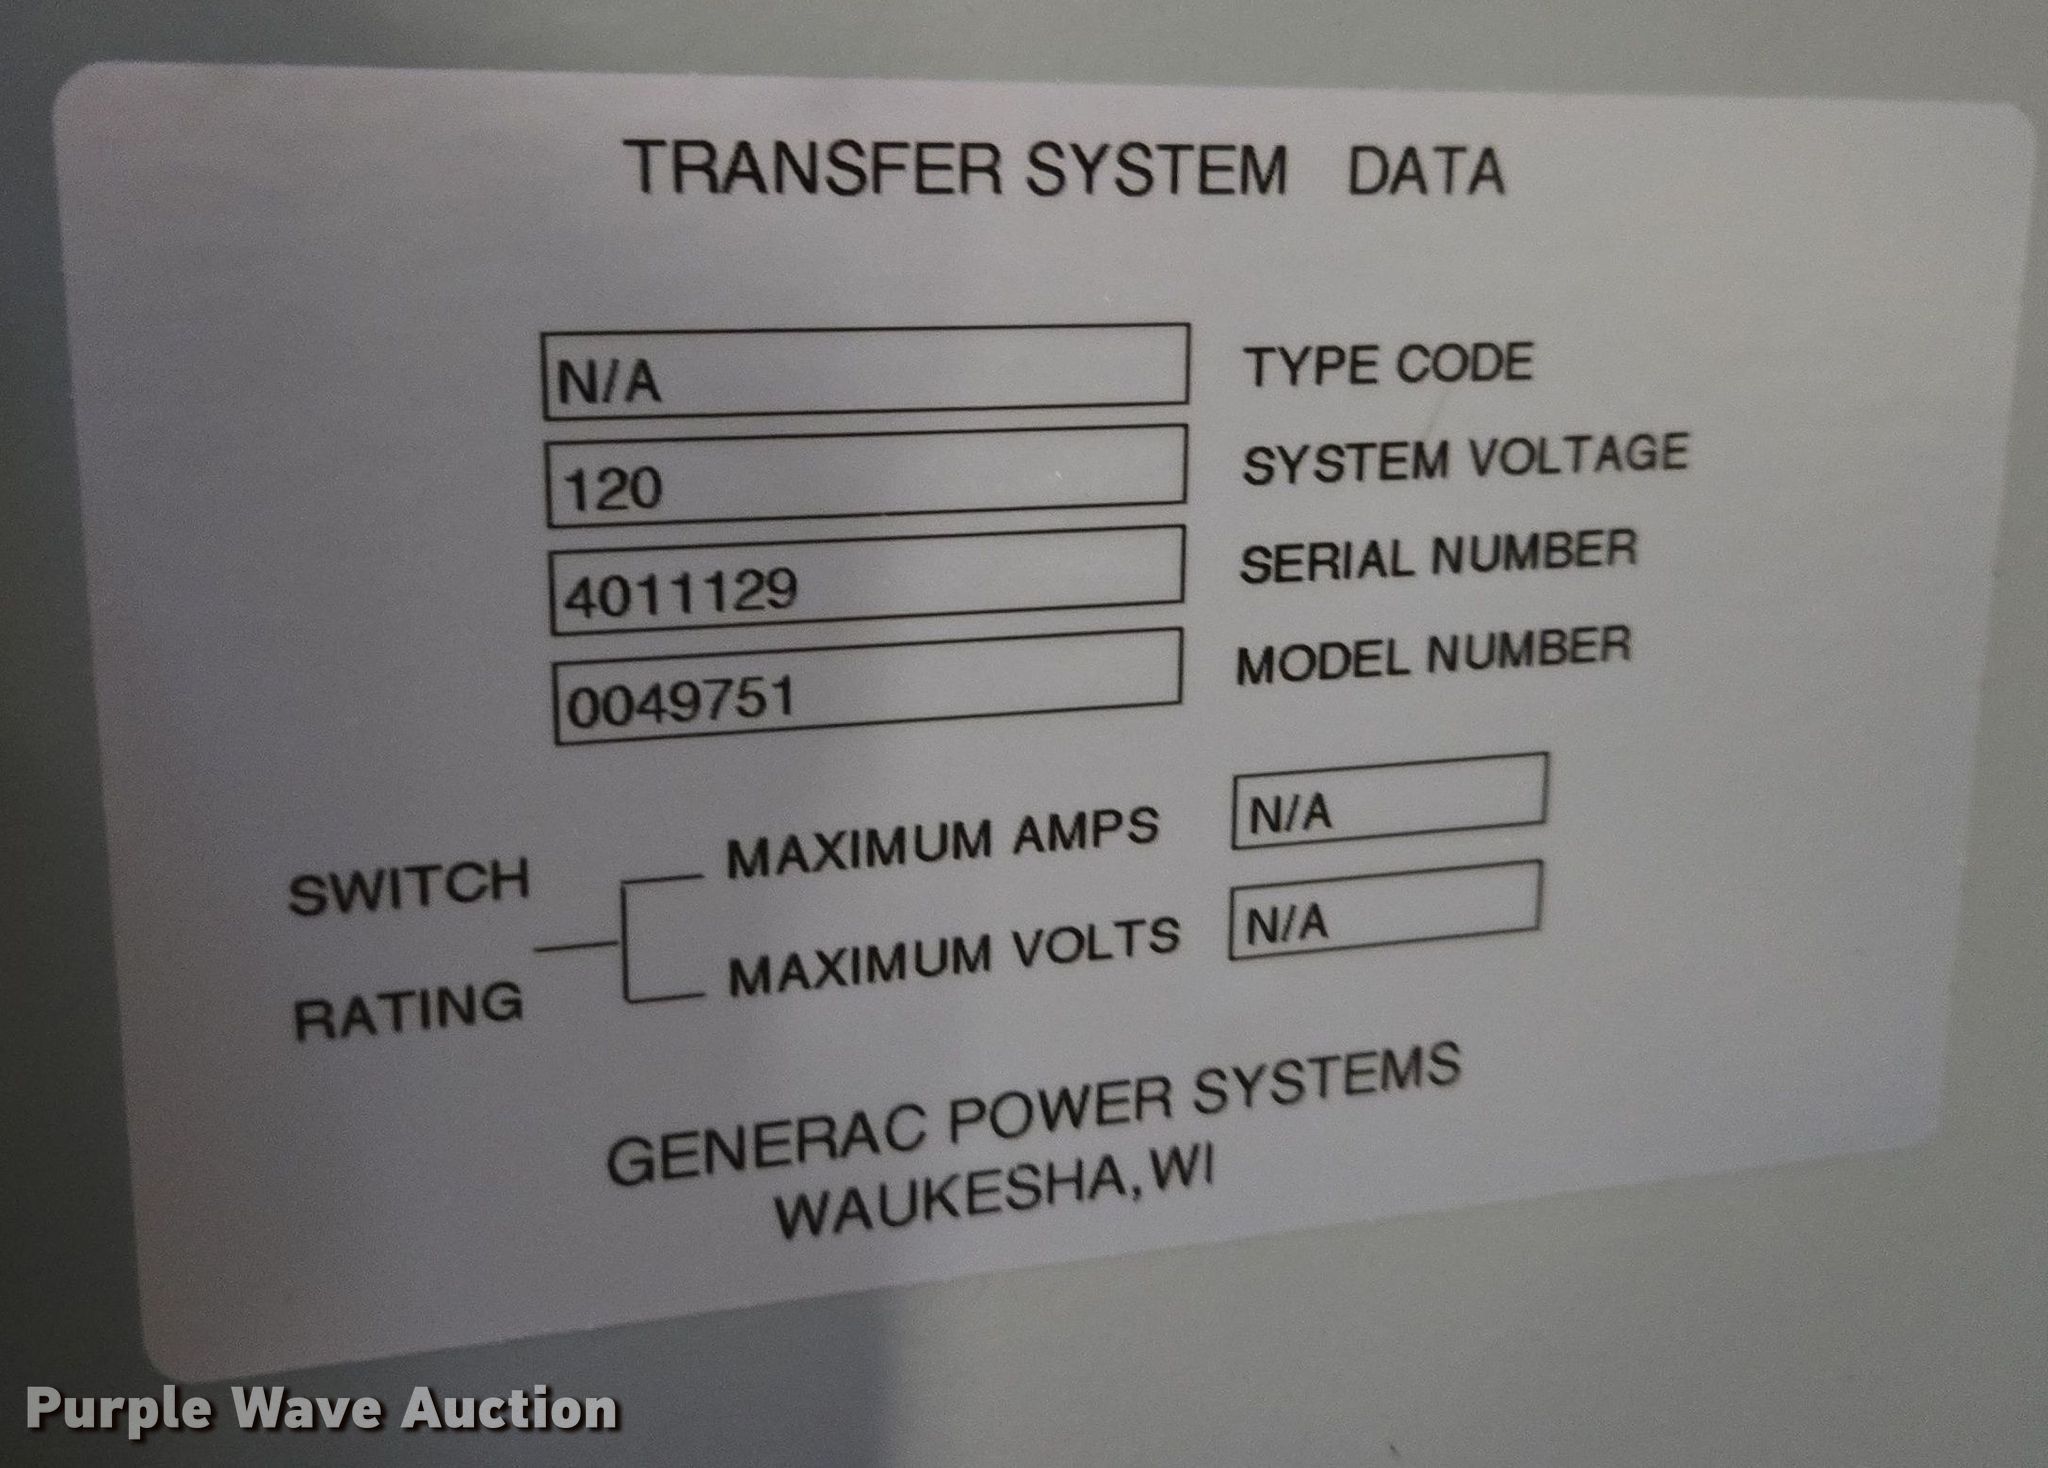 TRANSFER SYSTEM DATA
N/A TYPE CODE
120 SYSTEM VOLTAGE
4011129 SERIAL NUMBER
0049751 MODEL NUMBER
SWITCH RATING
MAXIMUM AMPS N/A
MAXIMUM VOLTS N/A
GENERAC POWER SYSTEMS
WAUKESHA, WI
Purple Wave Auction